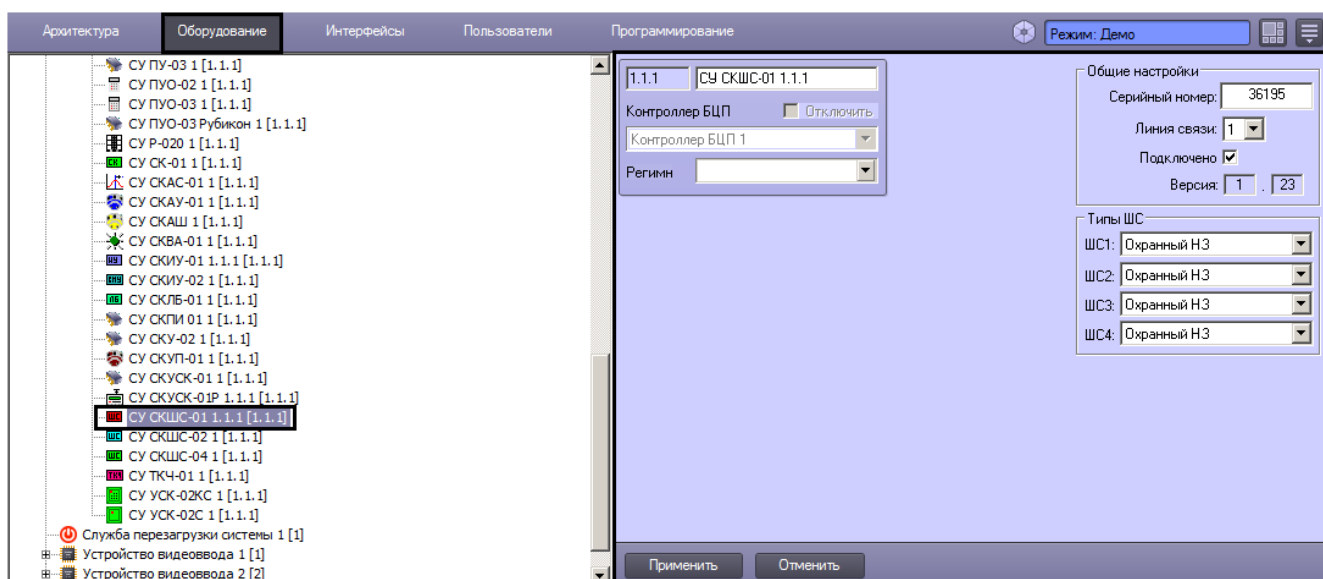 Архитектура Оборудование Интерфейсы Пользователи Программирование Режим: Демо
СУ ПУ-03 1 [1.1.1]
СУ ПУО-02 1 [1.1.1]
СУ ПУО-03 1 [1.1.1]
СУ ПУО-03 Рубикон 1 [1.1.1]
СУ Р-020 1 [1.1.1]
СУ СК-01 1 [1.1.1]
СУ СКАС-01 1 [1.1.1]
СУ СКАУ-01 1 [1.1.1]
СУ СКАШ 1 [1.1.1]
СУ СКВА-01 1 [1.1.1]
СУ СКИУ-01 1.1.1 [1.1.1]
СУ СКИУ-02 1 [1.1.1]
СУ СКЛБ-01 1 [1.1.1]
СУ СКПИ 01 1 [1.1.1]
СУ СКУ-02 1 [1.1.1]
СУ СКУП-01 1 [1.1.1]
СУ СКУСК-01 1 [1.1.1]
СУ СКУСК-01Р 1.1.1 [1.1.1]
СУ СКШС-01 1.1.1 [1.1.1]
СУ СКШС-02 1 [1.1.1]
СУ СКШС-04 1 [1.1.1]
СУ ТКЧ-01 1 [1.1.1]
СУ УСК-02КС 1 [1.1.1]
СУ УСК-02С 1 [1.1.1]
Служба перезагрузки системы 1 [1]
Устройство видеоввода 1 [1]
Устройство видеоввода 2 [2]
1.1.1 СУ СКШС-01 1.1.1
Контроллер БЦП Отключить
Контроллер БЦП 1
Регимн
Общие настройки
Серийный номер: 36195
Линия связи: 1
Подключено
Версия: 1 . 23
Типы ШС
ШС1: Охранный НЗ
ШС2: Охранный НЗ
ШС3: Охранный НЗ
ШС4: Охранный НЗ
Применить Отменить